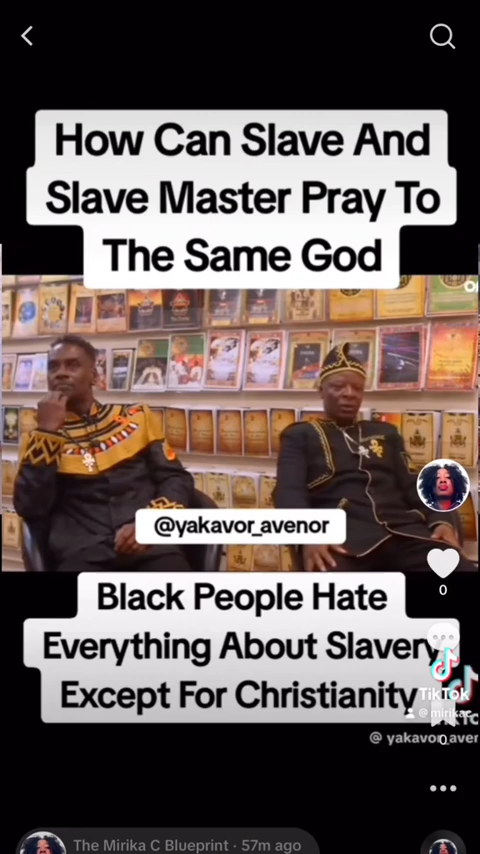 How Can Slave And
Slave Master Pray To
The Same God
@yakavor_avenor
Black People Hate
Everything About Slavery
Except For Christianity
0
TikTok
@ yakavor_aver
0
The Mirika C Blueprint · 57m ago